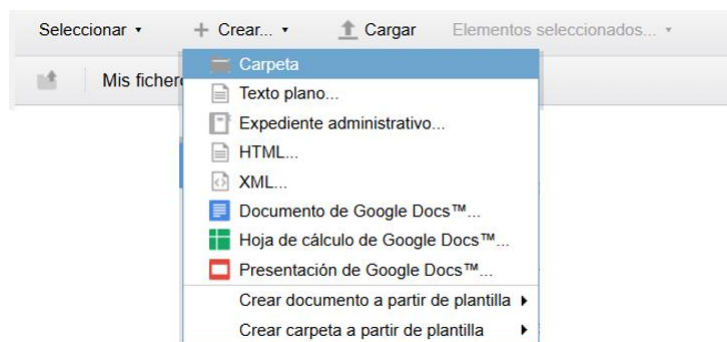 Seleccionar
Crear...
Cargar
Elementos seleccionados...
Mis fichero
Carpeta
Texto plano...
Expediente administrativo...
HTML...
XML...
Documento de Google Docs™...
Hoja de cálculo de Google Docs™...
Presentación de Google Docs™...
Crear documento a partir de plantilla
Crear carpeta a partir de plantilla